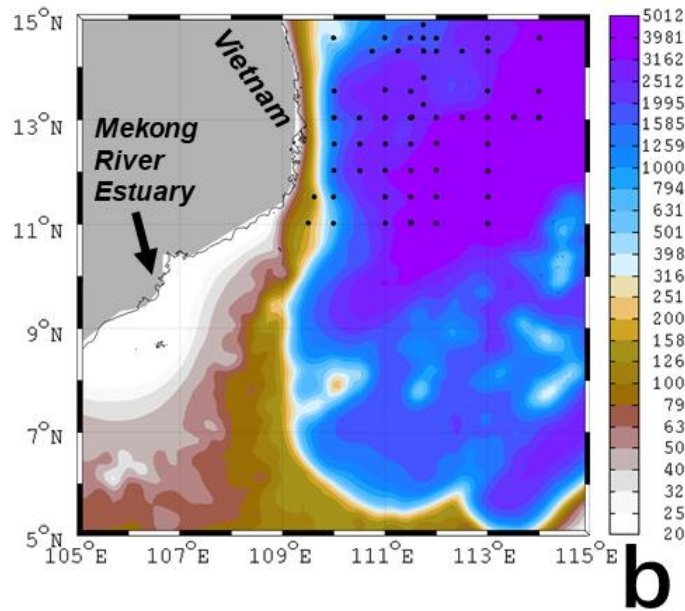 15°N
13°N
11°N
9°N
7°N
5°N
Vietnam
Mekong
River
Estuary
105°E
107°E
109°E
111°E
113°E
115°E
5012
3981
3162
2512
1995
1585
1259
1000
794
631
501
398
316
251
200
158
126
100
79
63
50
40
32
25
20
b